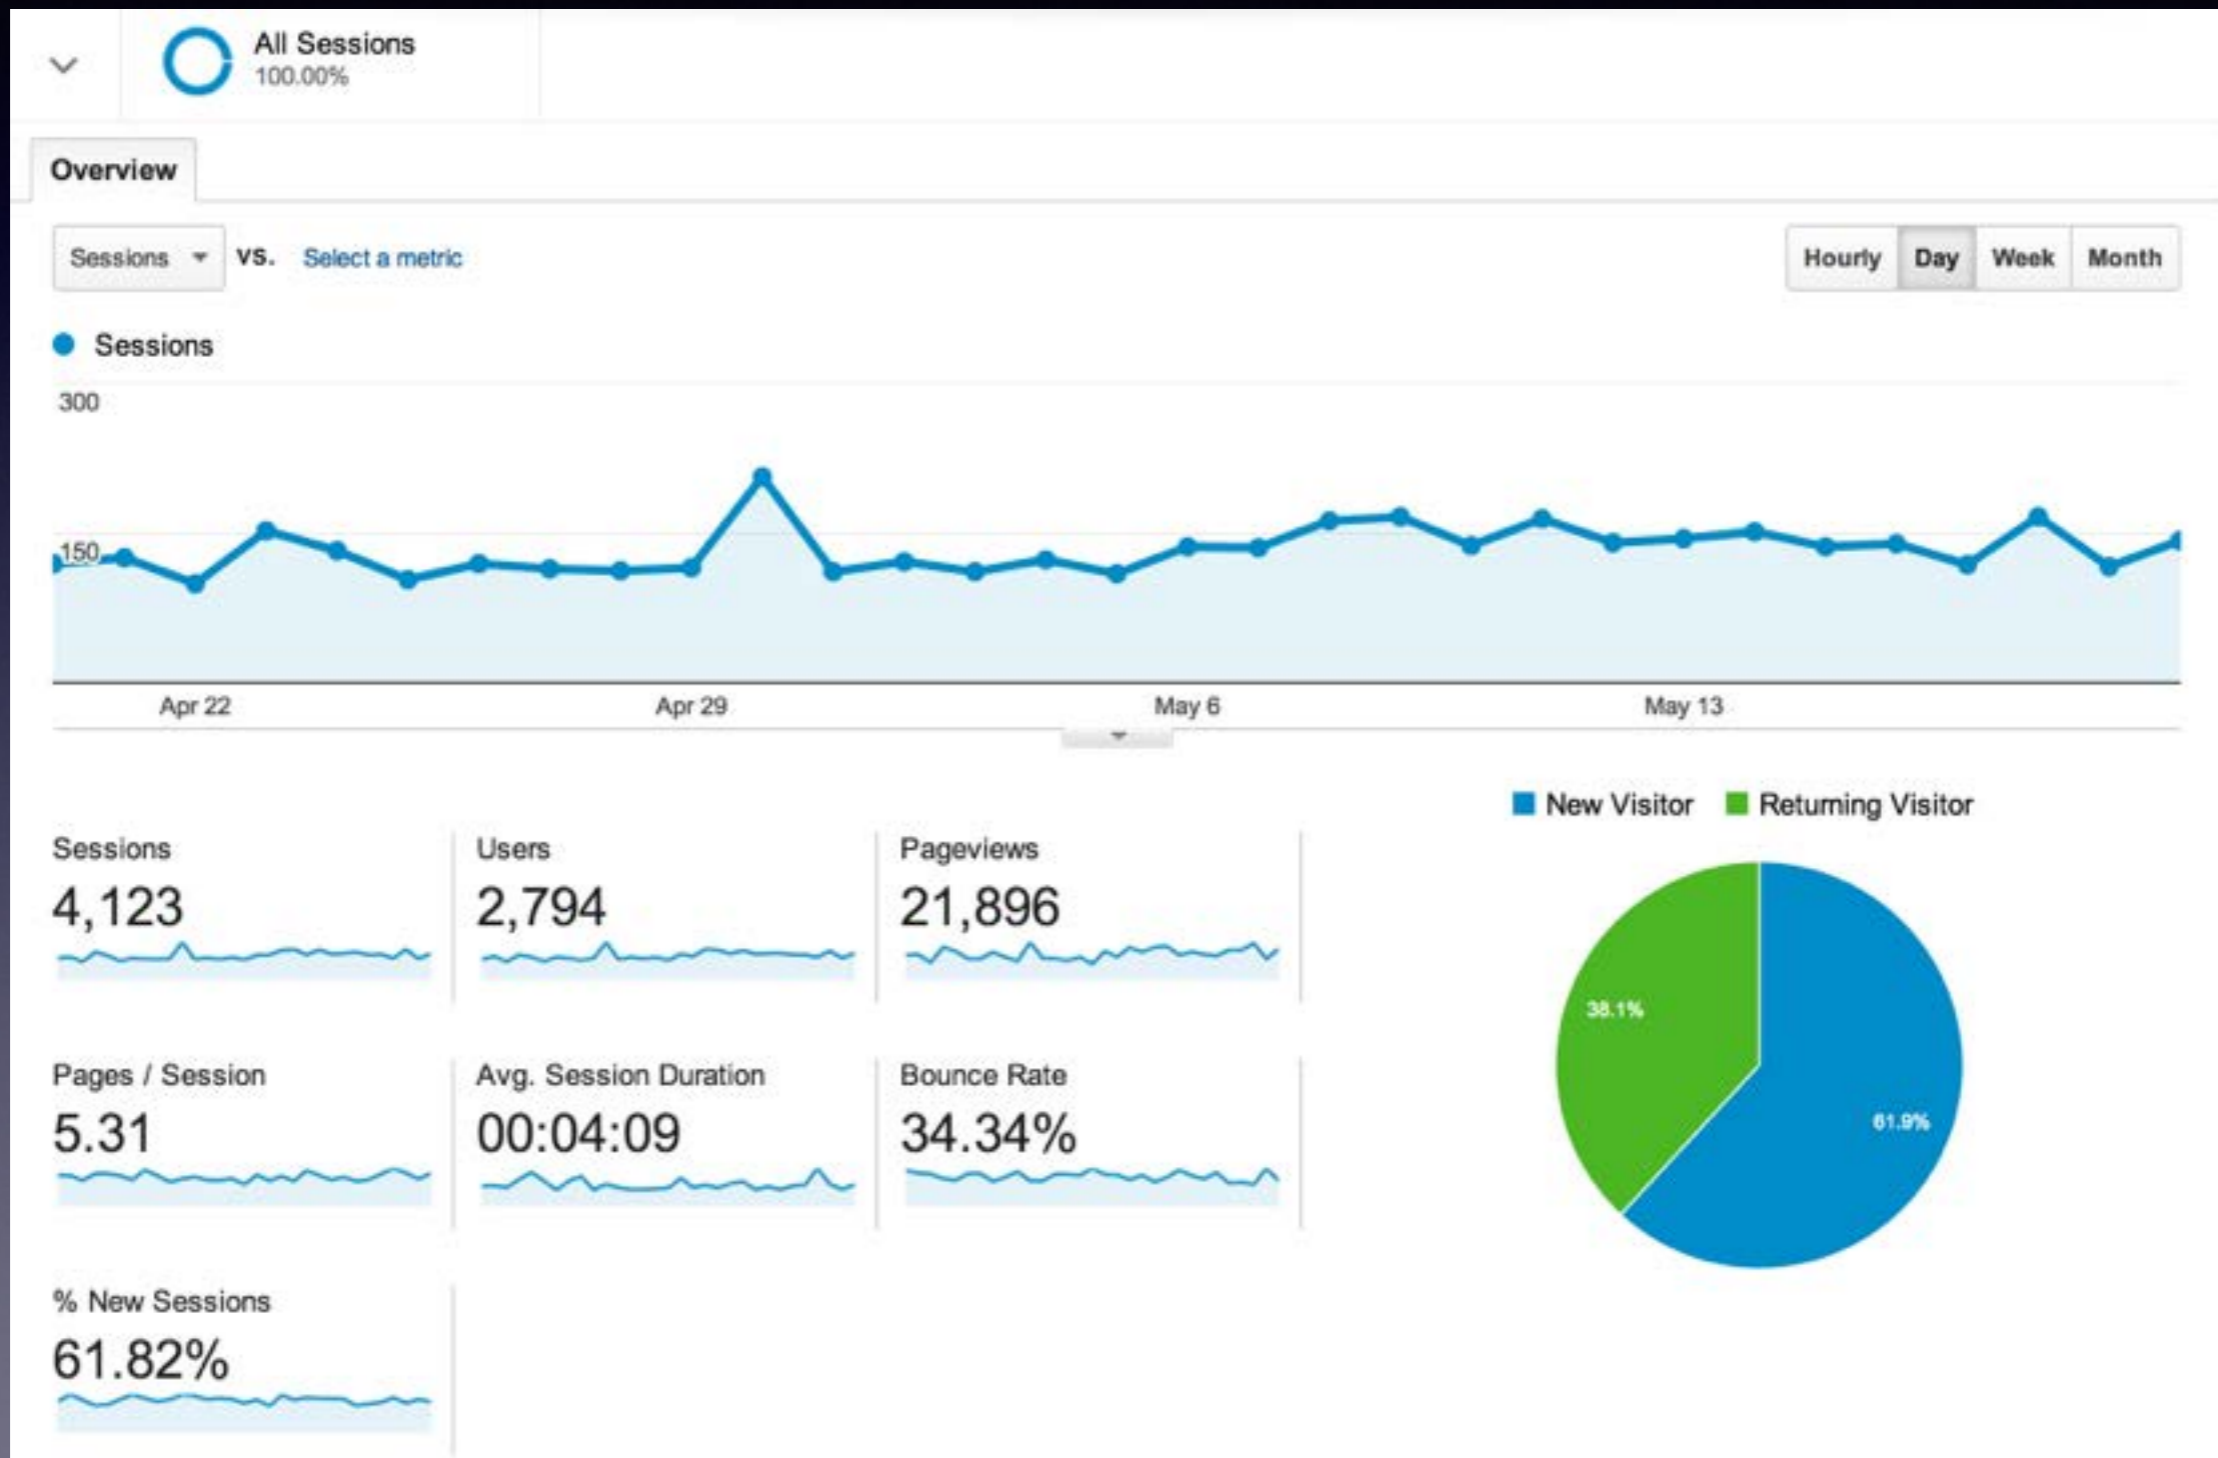 All Sessions
100.00%
Overview
Sessions vs. Select a metric
Hourly Day Week Month
Sessions
300
150
Apr 22 Apr 29 May 6 May 13
New Visitor Returning Visitor
Sessions Users Pageviews
4,123 2,794 21,896
38.1%
61.9%
Pages / Session Avg. Session Duration Bounce Rate
5.31 00:04:09 34.34%
% New Sessions
61.82%